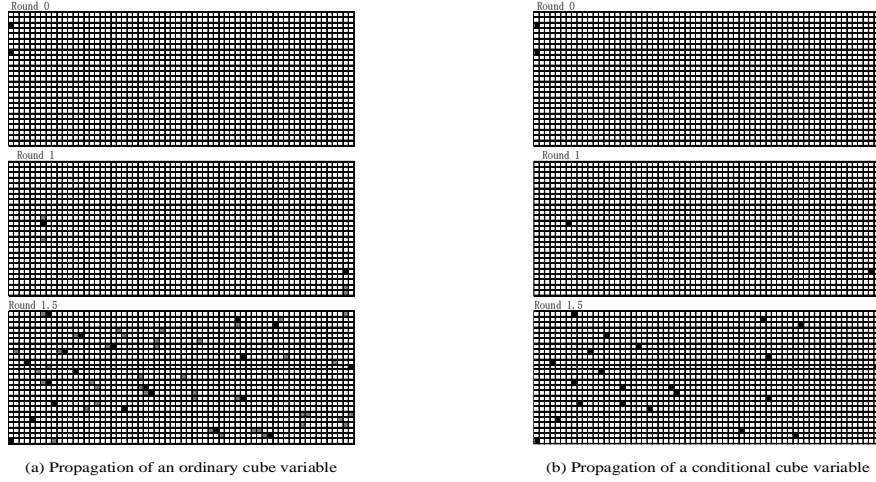 Round 0
Round 1
Round 1.5
(a) Propagation of an ordinary cube variable
Round 0
Round 1
Round 1.5
(b) Propagation of a conditional cube variable